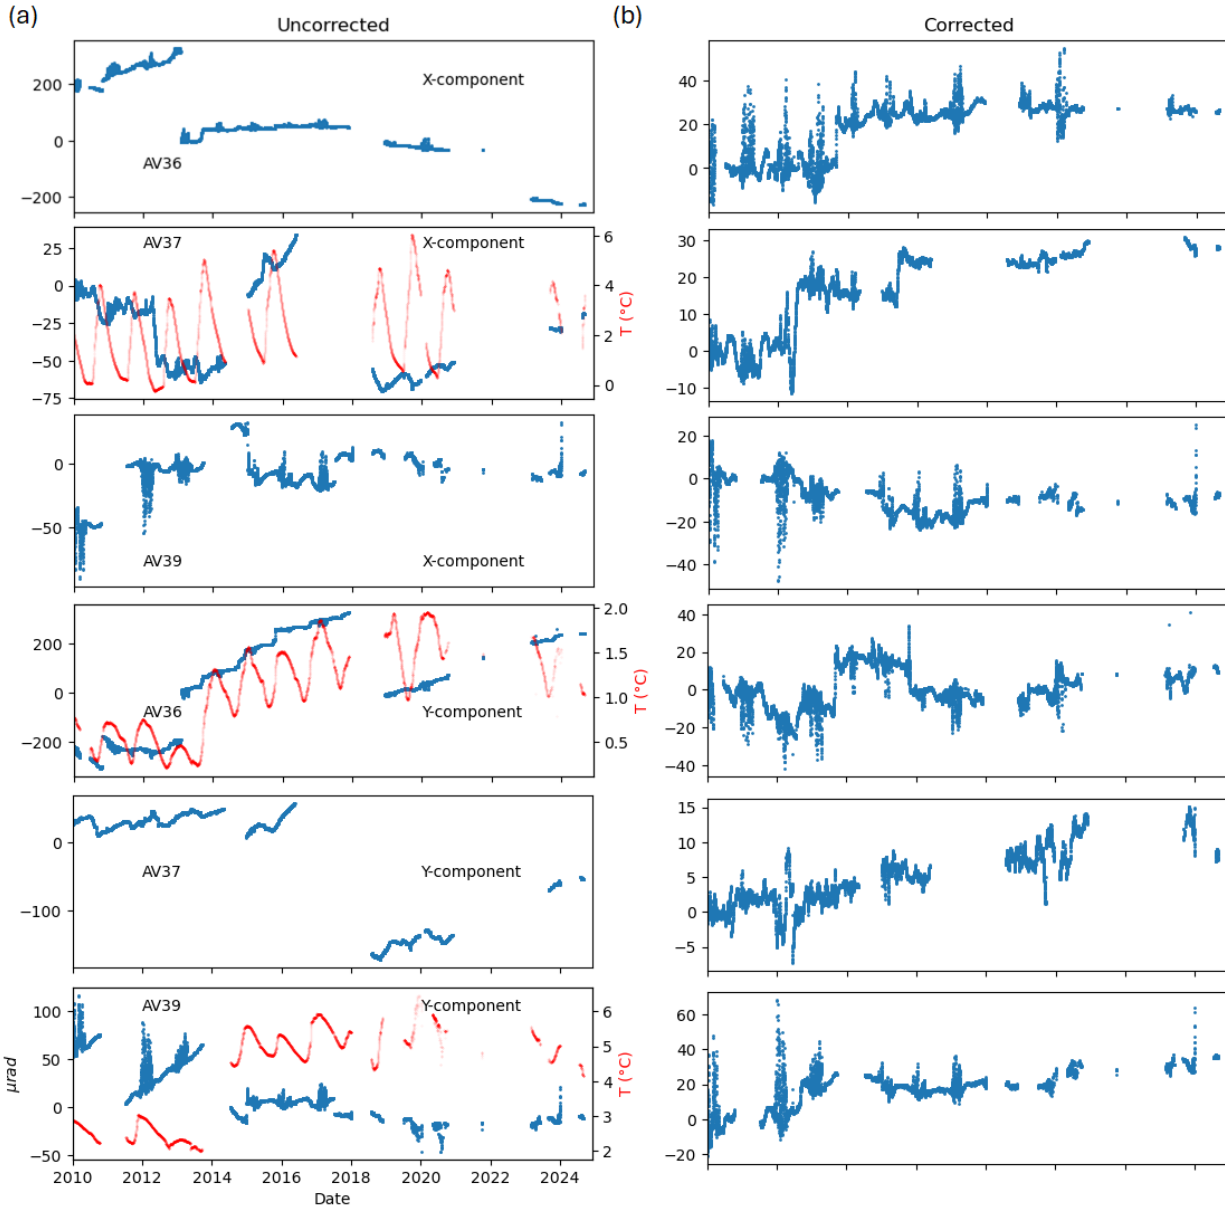 (a)
(b)
Uncorrected
Corrected
X-component
AV36
200
0
−200
40
20
0
AV37
X-component
25
0
−25
−50
−75
6
4
2
0
T (°C)
30
20
10
0
−10
0
−50
AV39
X-component
20
0
−20
−40
200
0
−200
AV36
Y-component
2.0
1.5
1.0
0.5
T (°C)
40
20
0
−20
−40
0
−100
AV37
Y-component
15
10
5
0
−5
AV39
Y-component
100
50
0
−50
μrad
6
5
4
3
2
T (°C)
60
40
20
0
−20
2010 2012 2014 2016 2018 2020 2022 2024
Date